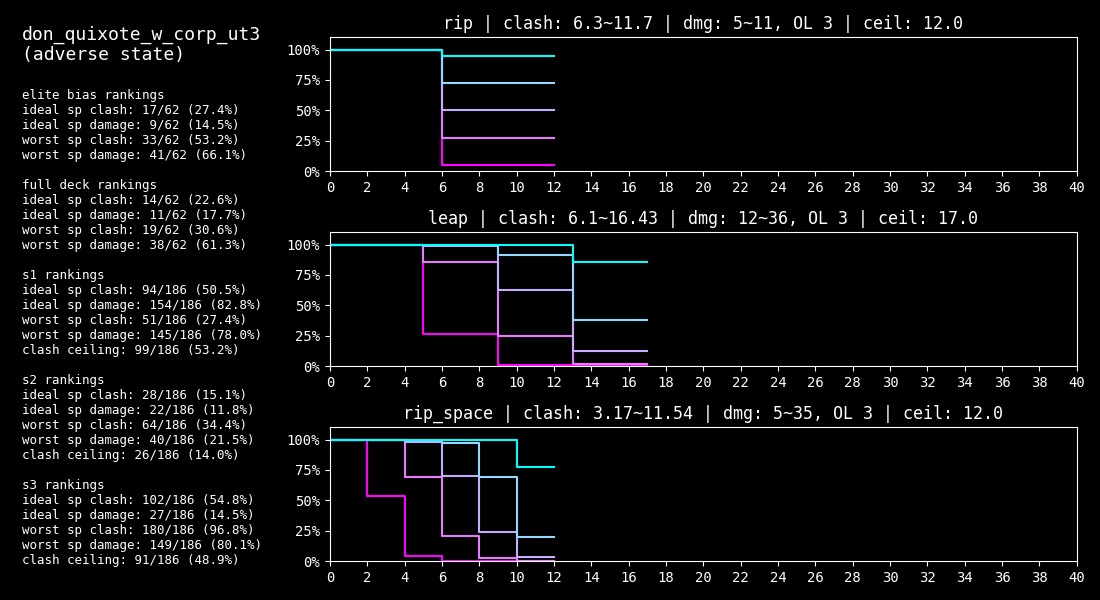 don_quixote_w_corp_ut3
(adverse state)
elite bias rankings
ideal sp clash: 17/62 (27.4%)
ideal sp damage: 9/62 (14.5%)
worst sp clash: 33/62 (53.2%)
worst sp damage: 41/62 (66.1%)
full deck rankings
ideal sp clash: 14/62 (22.6%)
ideal sp damage: 11/62 (17.7%)
worst sp clash: 19/62 (30.6%)
worst sp damage: 38/62 (61.3%)
s1 rankings
ideal sp clash: 94/186 (50.5%)
ideal sp damage: 154/186 (82.8%)
worst sp clash: 51/186 (27.4%)
worst sp damage: 145/186 (78.0%)
clash ceiling: 99/186 (53.2%)
s2 rankings
ideal sp clash: 28/186 (15.1%)
ideal sp damage: 22/186 (11.8%)
worst sp clash: 64/186 (34.4%)
worst sp damage: 40/186 (21.5%)
clash ceiling: 26/186 (14.0%)
s3 rankings
ideal sp clash: 102/186 (54.8%)
ideal sp damage: 27/186 (14.5%)
worst sp clash: 180/186 (96.8%)
worst sp damage: 149/186 (80.1%)
clash ceiling: 91/186 (48.9%)
rip | clash: 6.3~11.7 | dmg: 5~11, OL 3 | ceil: 12.0
100%
75%
50%
25%
0%
0 2 4 6 8 10 12 14 16 18 20 22 24 26 28 30 32 34 36 38 40
leap | clash: 6.1~16.43 | dmg: 12~36, OL 3 | ceil: 17.0
100%
75%
50%
25%
0%
0 2 4 6 8 10 12 14 16 18 20 22 24 26 28 30 32 34 36 38 40
rip_space | clash: 3.17~11.54 | dmg: 5~35, OL 3 | ceil: 12.0
100%
75%
50%
25%
0%
0 2 4 6 8 10 12 14 16 18 20 22 24 26 28 30 32 34 36 38 40